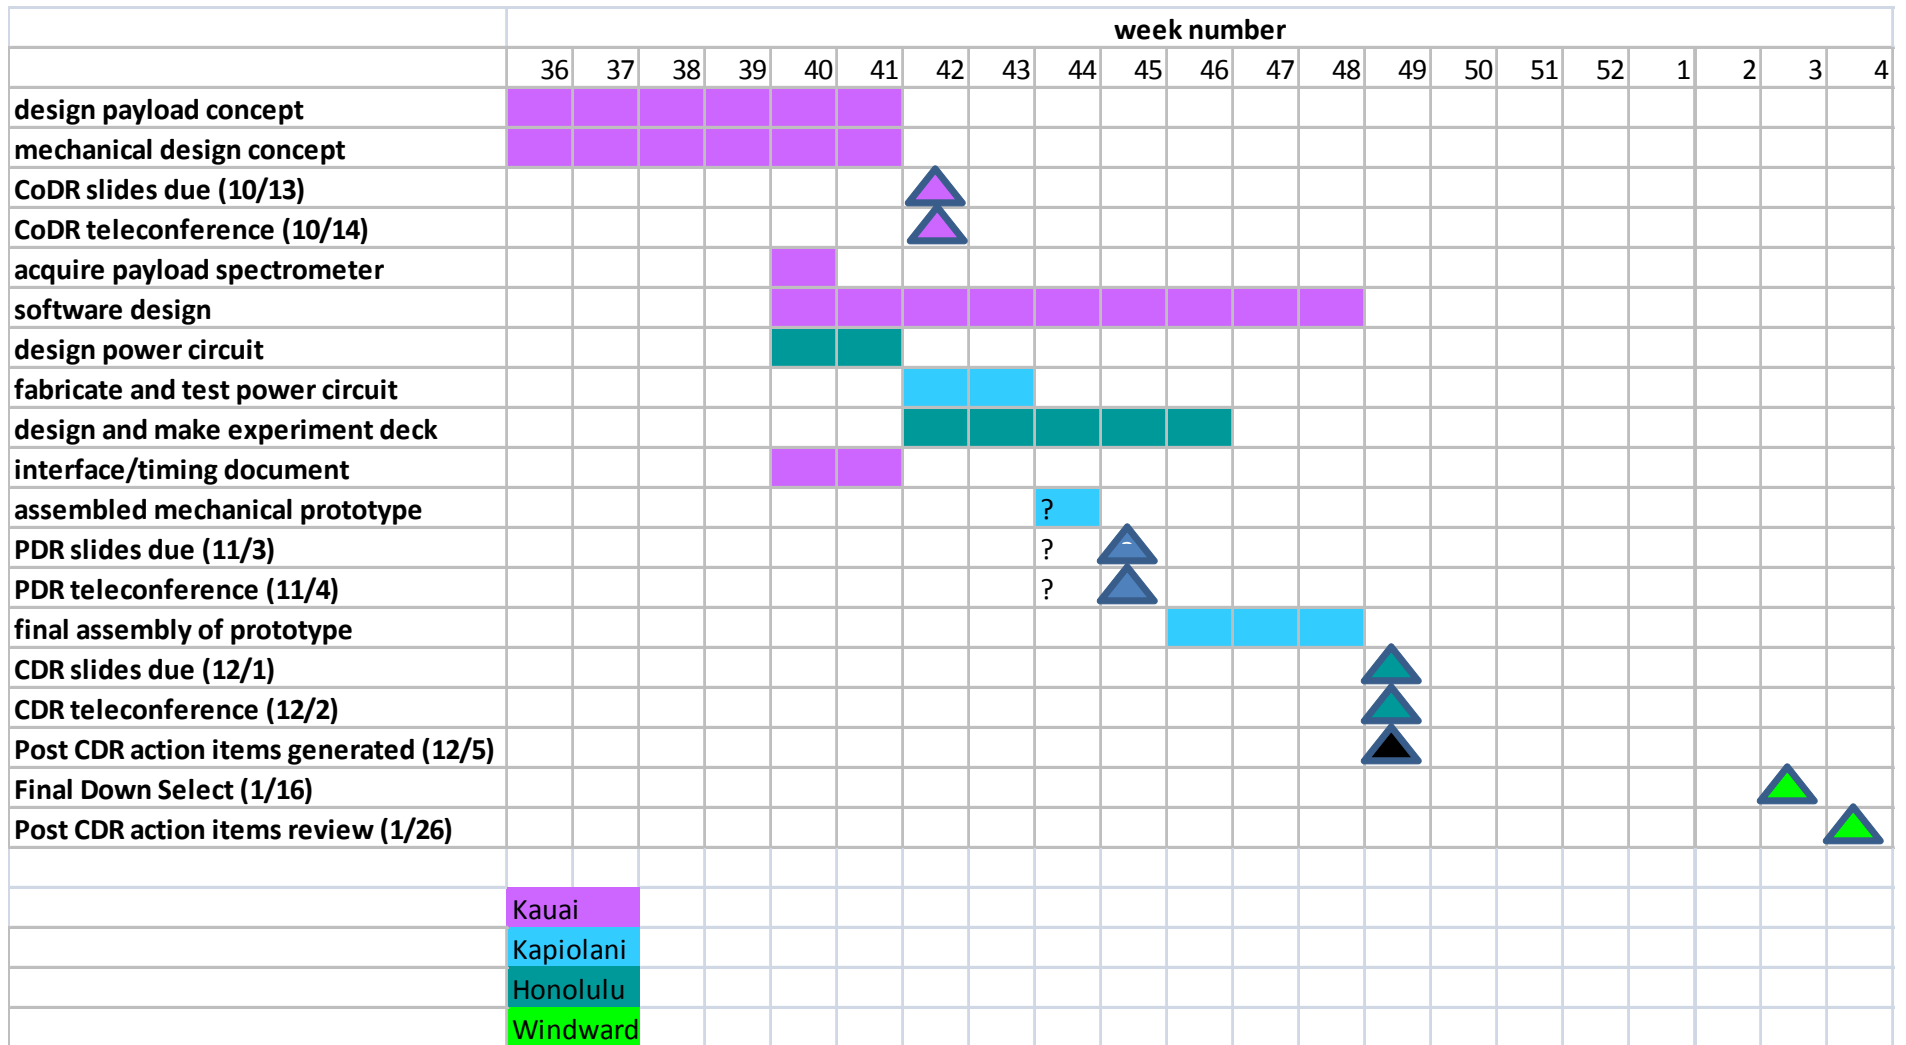 week number
36 37 38 39 40 41 42 43 44 45 46 47 48 49 50 51 52 1 2 3 4
design payload concept
mechanical design concept
CoDR slides due (10/13)
CoDR teleconference (10/14)
acquire payload spectrometer
software design
design power circuit
fabricate and test power circuit
design and make experiment deck
interface/timing document
assembled mechanical prototype ?
PDR slides due (11/3) ?
PDR teleconference (11/4) ?
final assembly of prototype
CDR slides due (12/1)
CDR teleconference (12/2)
Post CDR action items generated (12/5)
Final Down Select (1/16)
Post CDR action items review (1/26)
Kauai
Kapiolani
Honolulu
Windward